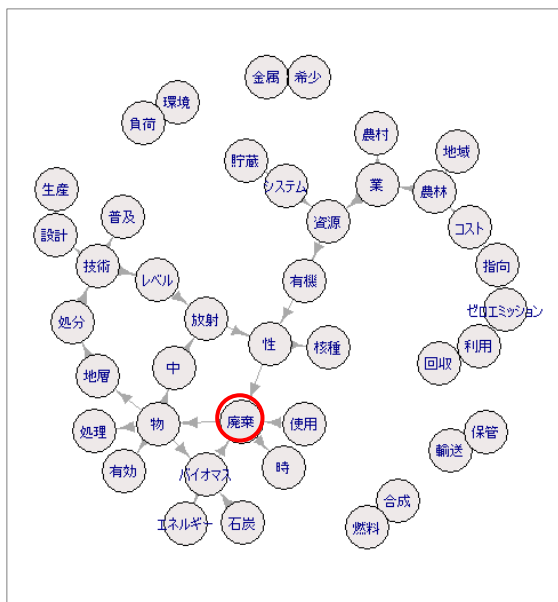 金属
希少
環境
負荷
農村
地域
貯蔵
システム
業
農林
生産
普及
資源
コスト
設計
技術
レベル
有機
指向
処分
放射
ゼロエミッション
性
核種
利用
回収
地層
中
処理
物
廃棄
使用
保管
輸送
有効
バイオマス
時
エネルギー
石炭
合成
燃料